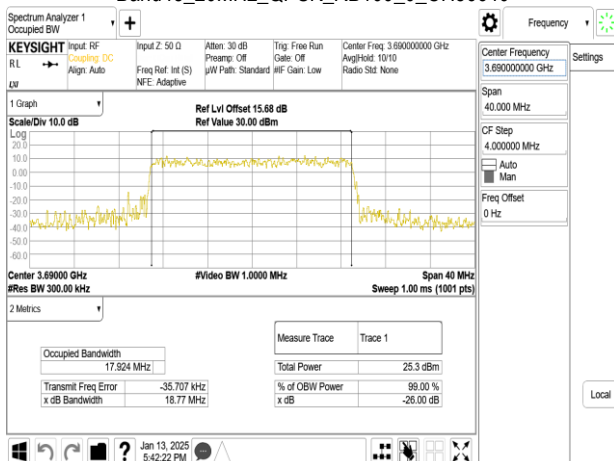 Spectrum Analyzer 1
Occupied BW
+
Frequency
Settings
KEYSIGHT
RL
Input: RF
Coupling: DC
Align: Auto
Input Z: 50 Ω
Freq Ref: Int (S)
NFE: Adaptive
Atten: 30 dB
Preamp: Off
µW Path: Standard
Trig: Free Run
Gate: Off
#IF Gain: Low
Center Freq: 3.690000000 GHz
Avg|Hold: 10/10
Radio Std: None
Center Frequency
3.690000000 GHz
Span
40.000 MHz
CF Step
4.000000 MHz
Auto
Man
Freq Offset
0 Hz
Local
1 Graph
Scale/Div 10.0 dB
Ref Lvl Offset 15.68 dB
Ref Value 30.00 dBm
Log
20.0
10.0
0.00
-10.0
-20.0
-30.0
-40.0
-50.0
-60.0
Center 3.69000 GHz
#Res BW 300.00 kHz
#Video BW 1.0000 MHz
Span 40 MHz
Sweep 1.00 ms (1001 pts)
2 Metrics
Measure Trace Trace 1
Occupied Bandwidth
17.924 MHz
Total Power 25.3 dBm
Transmit Freq Error -35.707 kHz
% of OBW Power 99.00 %
x dB Bandwidth 18.77 MHz
x dB -26.00 dB
?
Jan 13, 2025
5:42:22 PM